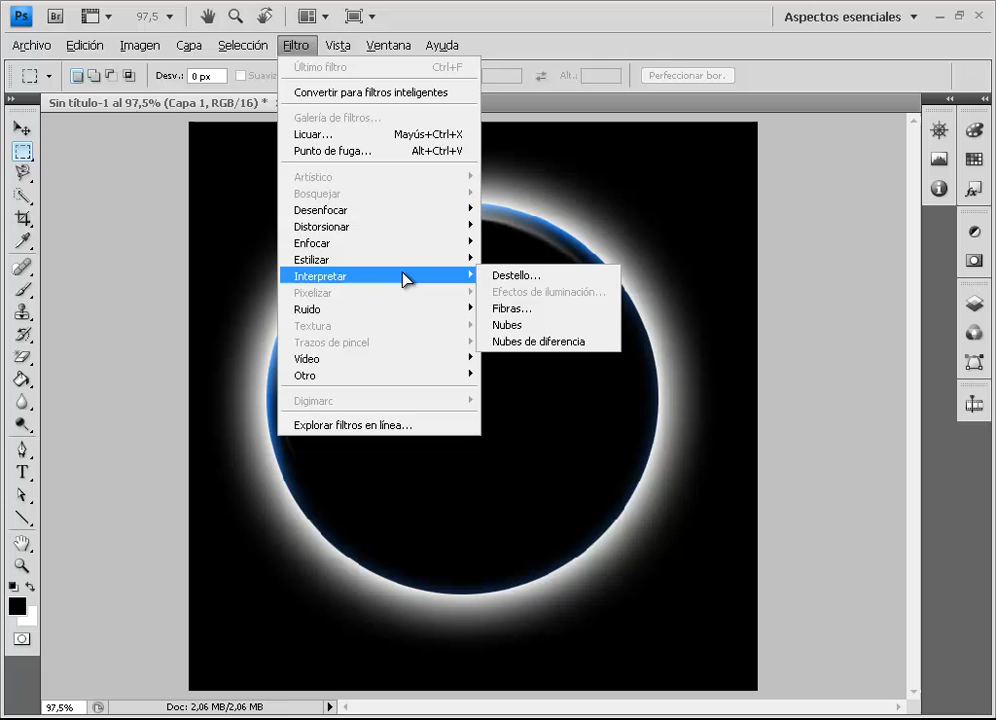 Ps Br 97,5 Aspectos esenciales
Archivo Edición Imagen Capa Selección Filtro Vista Ventana Ayuda
Desv.: 0 px Suaviz Alt.: Perfeccionar bor.
Sin título-1 al 97,5% (Capa 1, RGB/16) *
Último filtro Ctrl+F
Convertir para filtros inteligentes
Galería de filtros...
Licuar... Mayús+Ctrl+X
Punto de fuga... Alt+Ctrl+V
Artístico
Bosquejar
Desenfocar
Distorsionar
Enfocar
Estilizar
Interpretar
Pixelizar
Ruido
Textura
Trazos de pincel
Vídeo
Otro
Digimarc
Explorar filtros en línea...
Destello...
Efectos de iluminación...
Fibras...
Nubes
Nubes de diferencia
97,5% Doc: 2,06 MB/2,06 MB